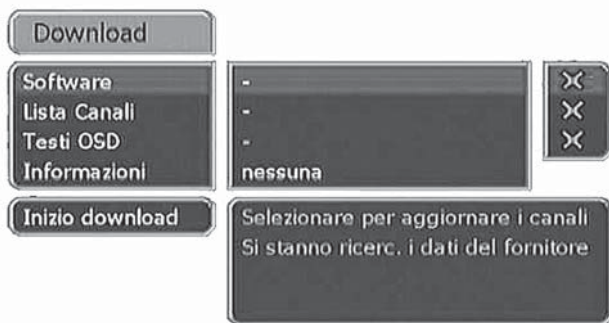 Download
Software -
Lista Canali -
Testi OSD -
Informazioni nessuna
Inizio download
Selezionare per aggiornare i canali
Si stanno ricerc. i dati del fornitore